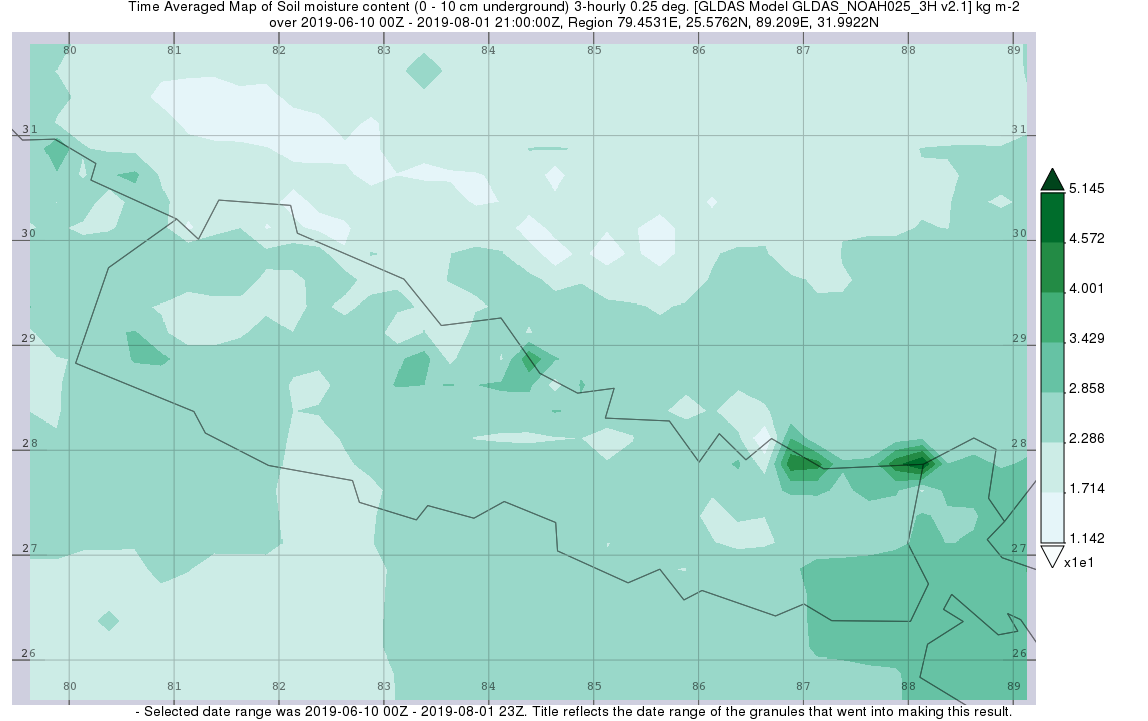 Time Averaged Map of Soil moisture content (0 - 10 cm underground) 3-hourly 0.25 deg. [GLDAS Model GLDAS_NOAH025_3H v2.1] kg m-2
over 2019-06-10 00Z - 2019-08-01 21:00:00Z, Region 79.4531E, 25.5762N, 89.209E, 31.9922N
80 81 82 83 84 85 86 87 88 89
31 31
30 30
29 29
28 28
27 27
26 26
80 81 82 83 84 85 86 87 88 89
5.145
4.572
4.001
3.429
2.858
2.286
1.714
1.142
x1e1
- Selected date range was 2019-06-10 00Z - 2019-08-01 23Z. Title reflects the date range of the granules that went into making this result.